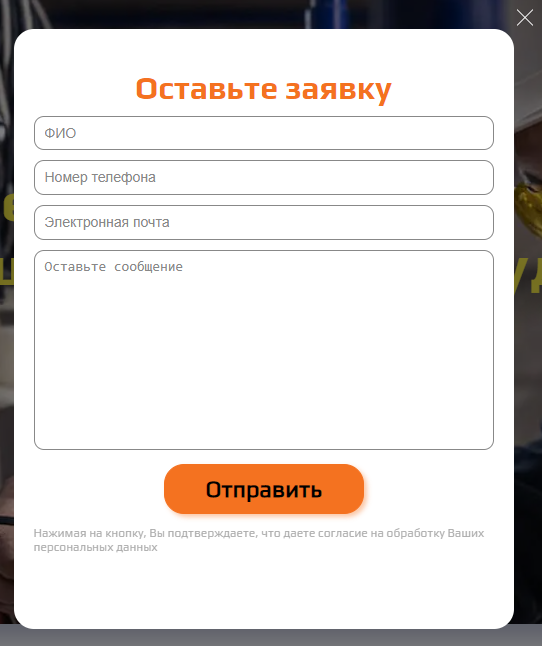 Оставьте заявку
ФИО
Номер телефона
Электронная почта
Оставьте сообщение
Отправить
Нажимая на кнопку, Вы подтверждаете, что даете согласие на обработку Ваших
персональных данных